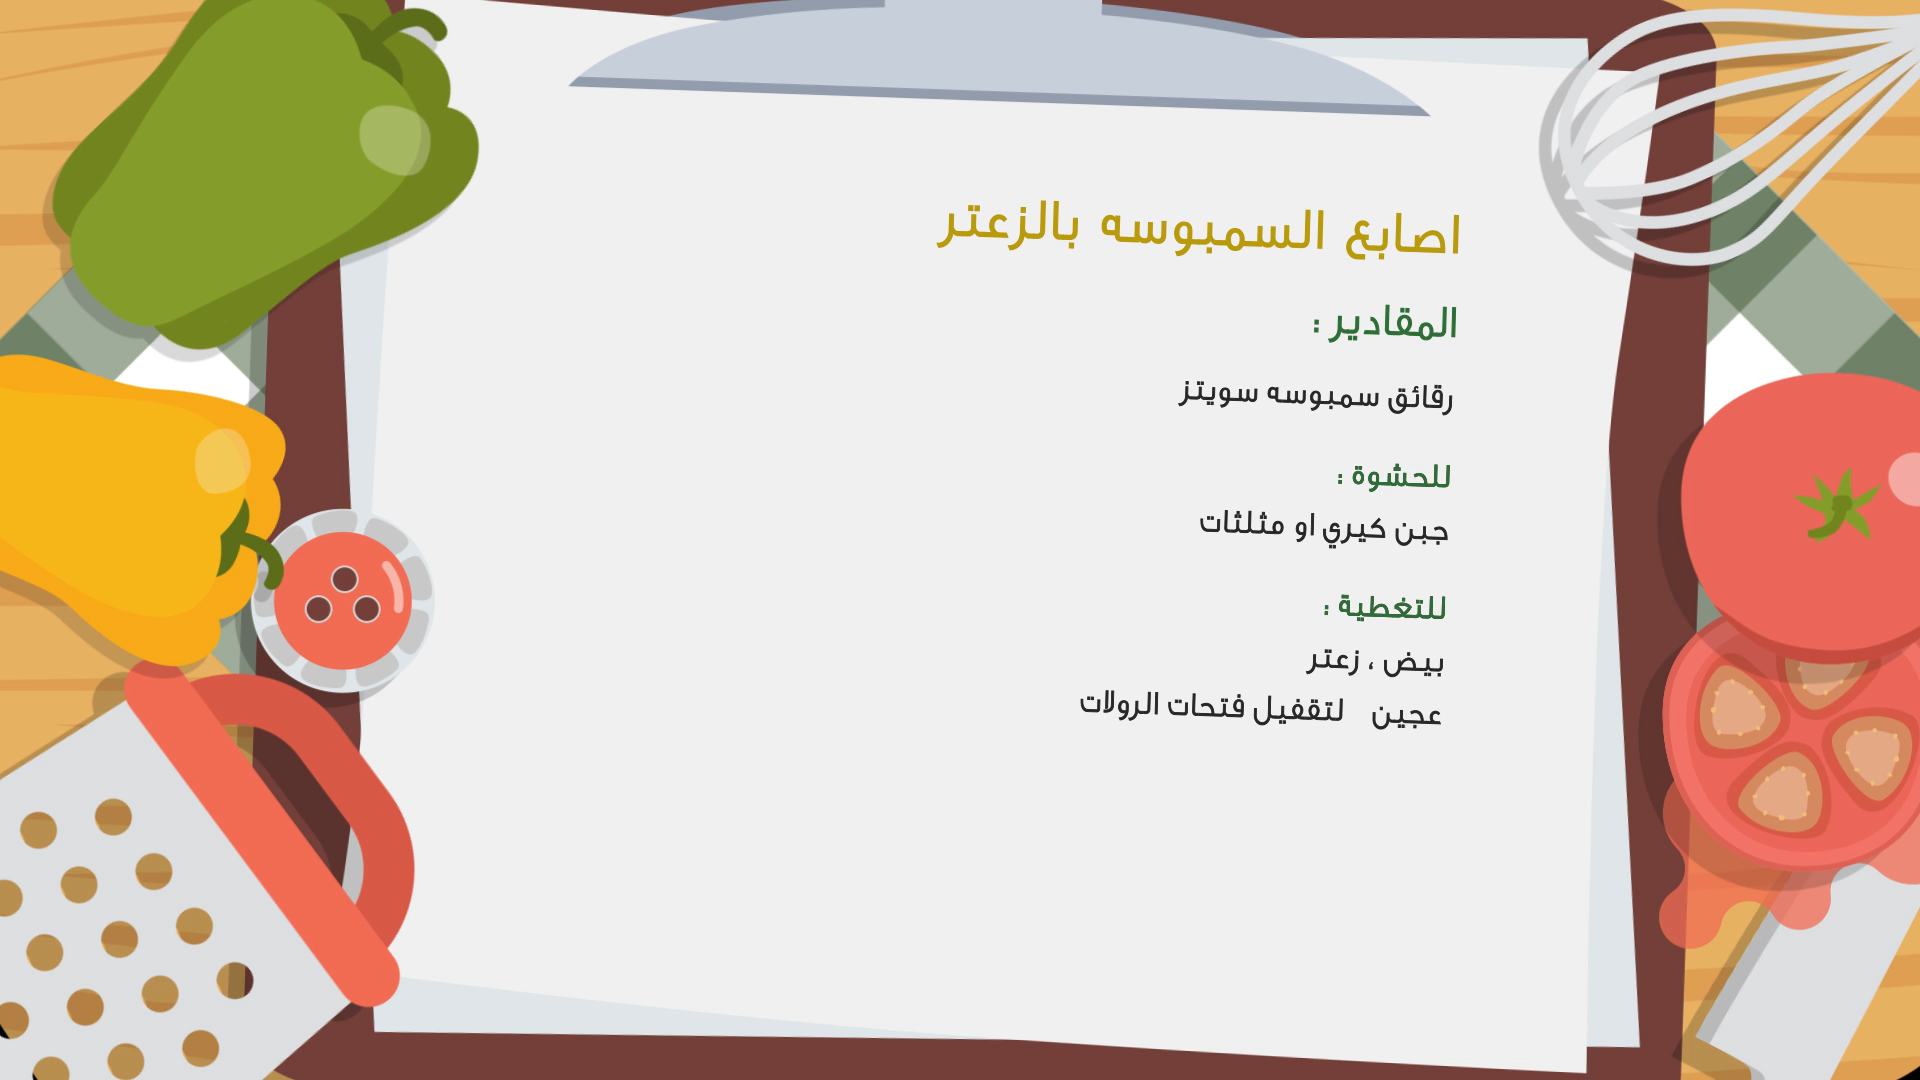 اصابع السمبوسه بالزعتر
المقادير :
رقائق سمبوسه سويتز
للحشوة :
جبن كيري او مثلثات
للتغطية :
بيض ، زعتر
عجين لتقفيل فتحات الرولات